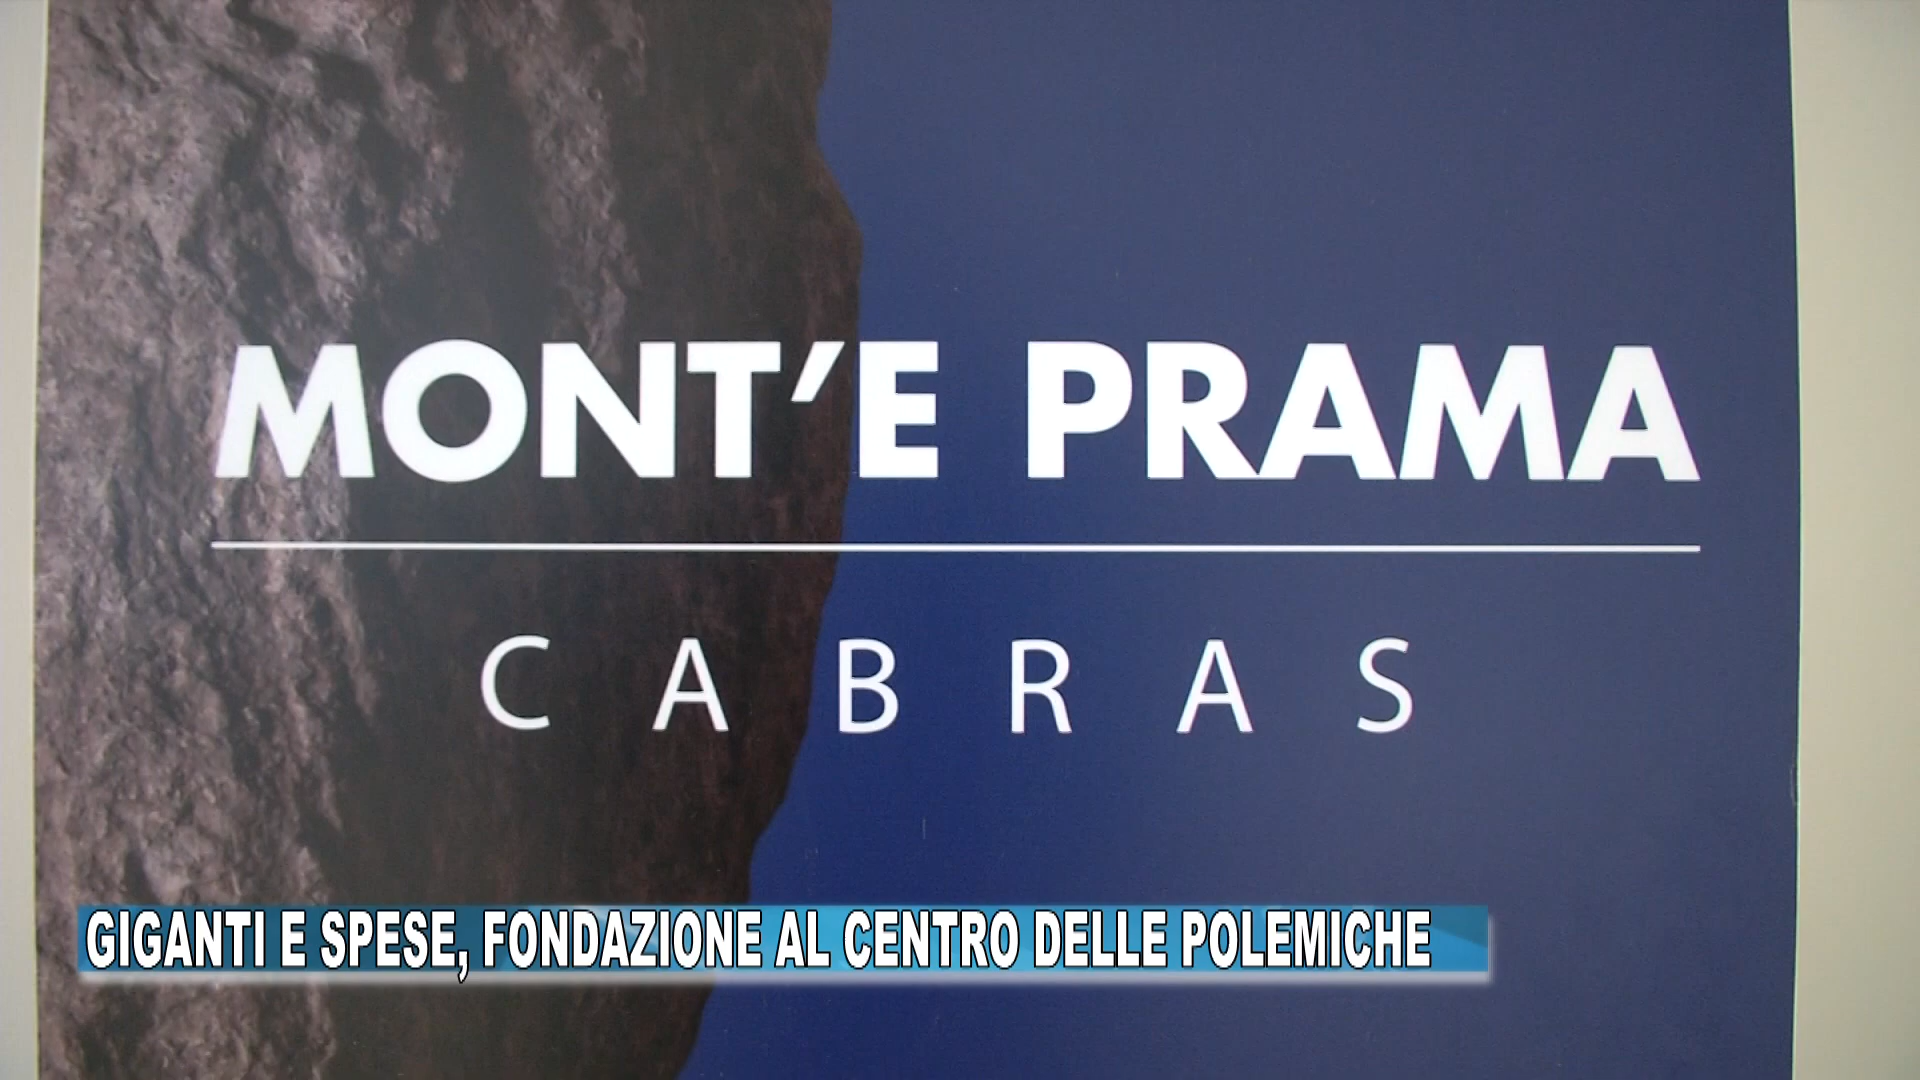 MONT'E PRAMA
CABRAS
GIGANTI E SPESE, FONDAZIONE AL CENTRO DELLE POLEMICHE